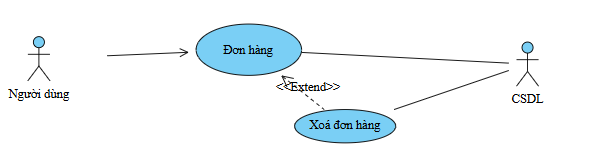 Đơn hàng
Người dùng
<<Extend>>
CSDL
Xoá đơn hàng